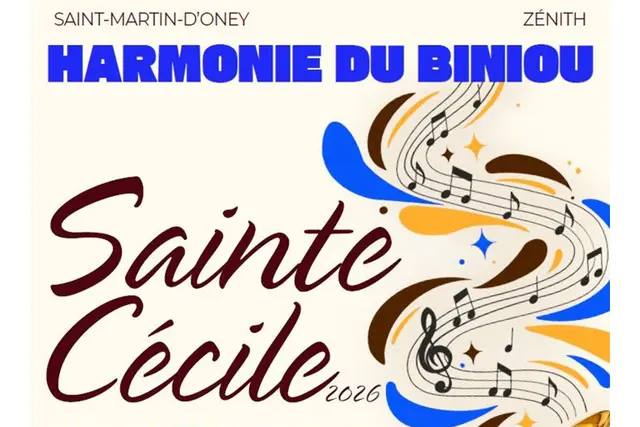 SAINT-MARTIN-D'ONEY
ZÉNITH
HARMONIE DU BINIOU
Sainte
Cécile
2026